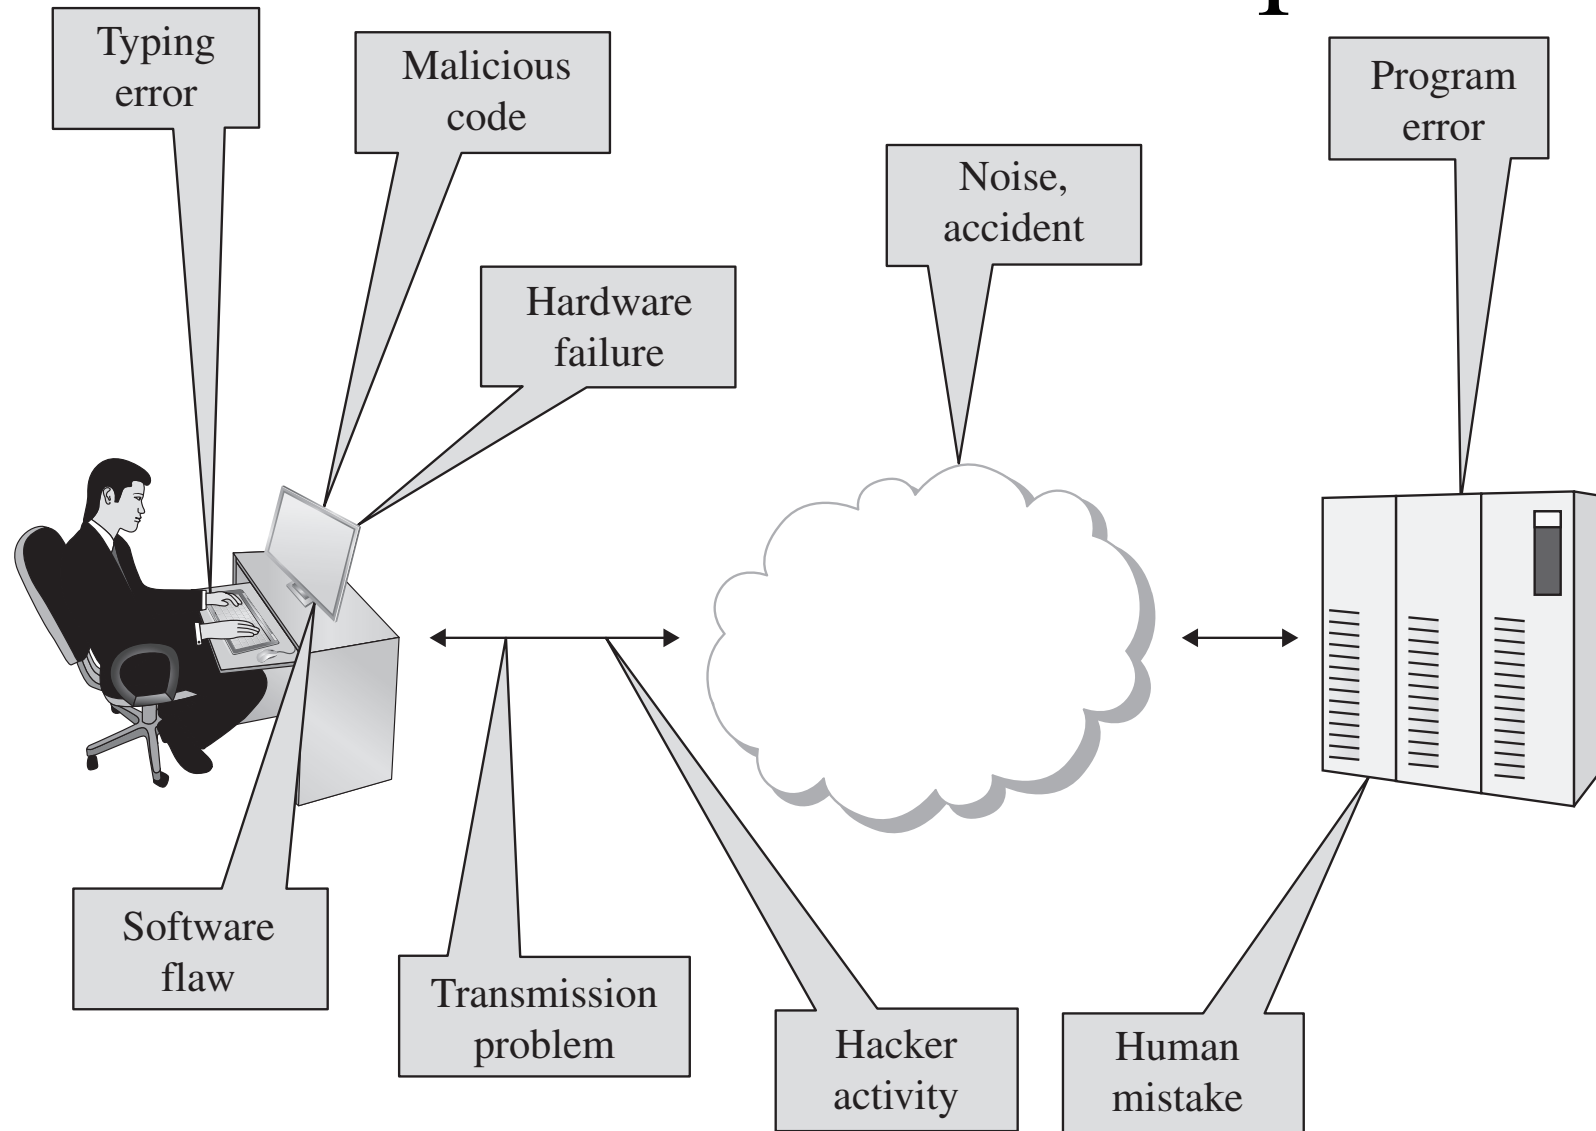 Typing
error
Malicious
code
Program
error
Noise,
accident
Hardware
failure
Software
flaw
Transmission
problem
Hacker
activity
Human
mistake